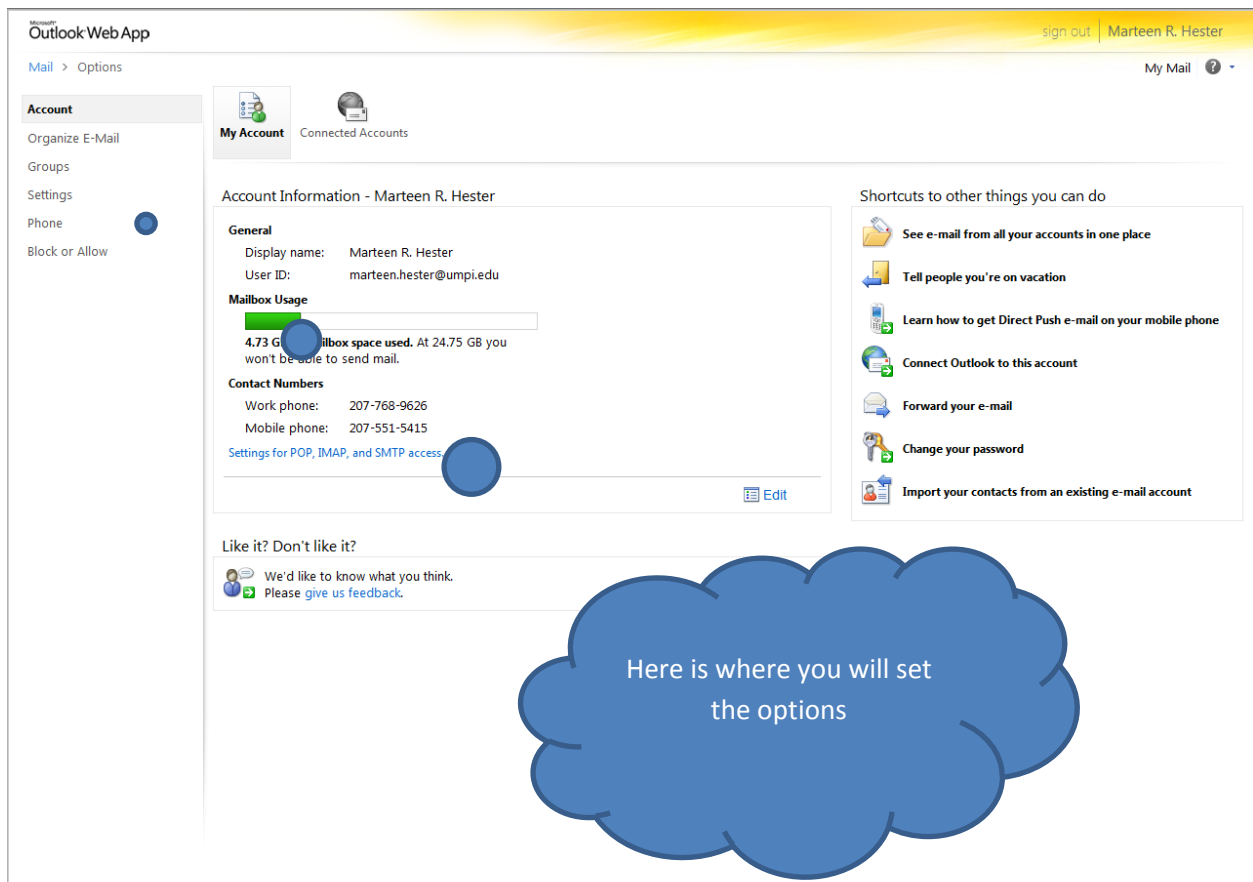 Microsoft®
Outlook Web App
sign out
Marteen R. Hester
Mail > Options
My Mail
Account
Organize E-Mail
Groups
Settings
Phone
Block or Allow
My Account
Connected Accounts
Account Information - Marteen R. Hester
General
Display name: Marteen R. Hester
User ID: marteen.hester@umpi.edu
Mailbox Usage
4.73 G ilbox space used. At 24.75 GB you
won't be able to send mail.
Contact Numbers
Work phone: 207-768-9626
Mobile phone: 207-551-5415
Settings for POP, IMAP, and SMTP access.
Edit
Shortcuts to other things you can do
See e-mail from all your accounts in one place
Tell people you're on vacation
Learn how to get Direct Push e-mail on your mobile phone
Connect Outlook to this account
Forward your e-mail
Change your password
Import your contacts from an existing e-mail account
Like it? Don't like it?
We'd like to know what you think.
Please give us feedback.
Here is where you will set
the options